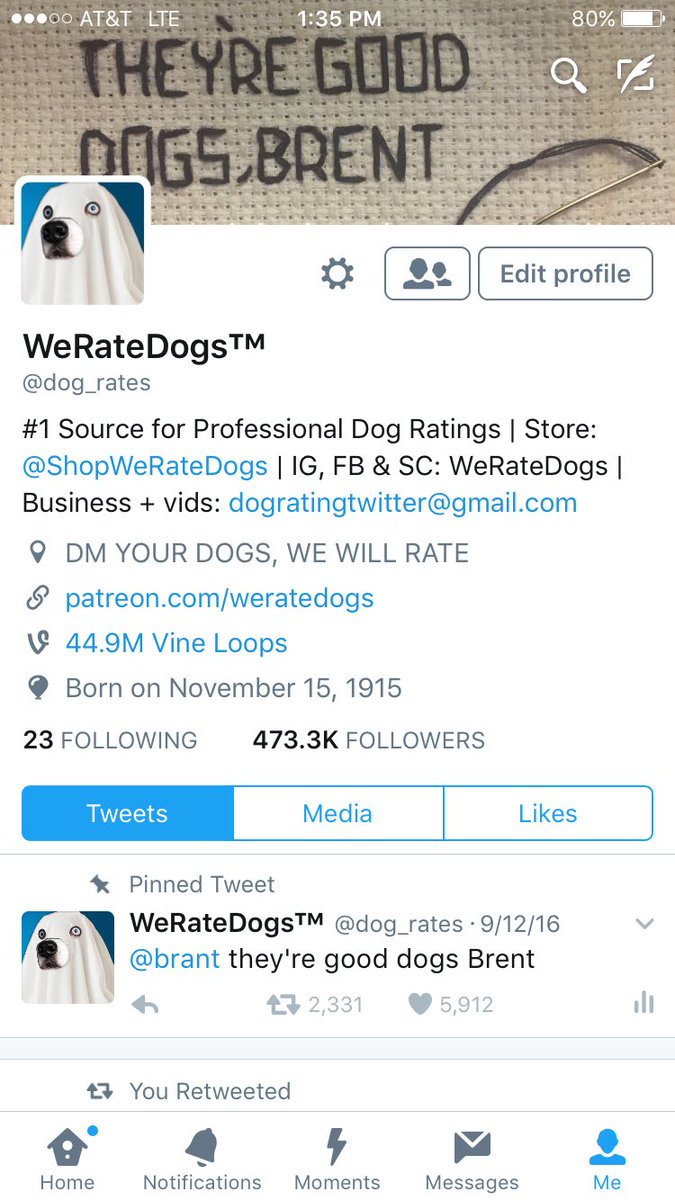 AT&T LTE 1:35 PM 80%
THEY'RE GOOD
DOGS, BRENT
Edit profile
WeRateDogs™
@dog_rates
#1 Source for Professional Dog Ratings | Store:
@ShopWeRateDogs | IG, FB & SC: WeRateDogs |
Business + vids: dogratingtwitter@gmail.com
DM YOUR DOGS, WE WILL RATE
patreon.com/weratedogs
44.9M Vine Loops
Born on November 15, 1915
23 FOLLOWING 473.3K FOLLOWERS
Tweets Media Likes
Pinned Tweet
WeRateDogs™ @dog_rates · 9/12/16
@brant they're good dogs Brent
2,331 5,912
You Retweeted
Home Notifications Moments Messages Me